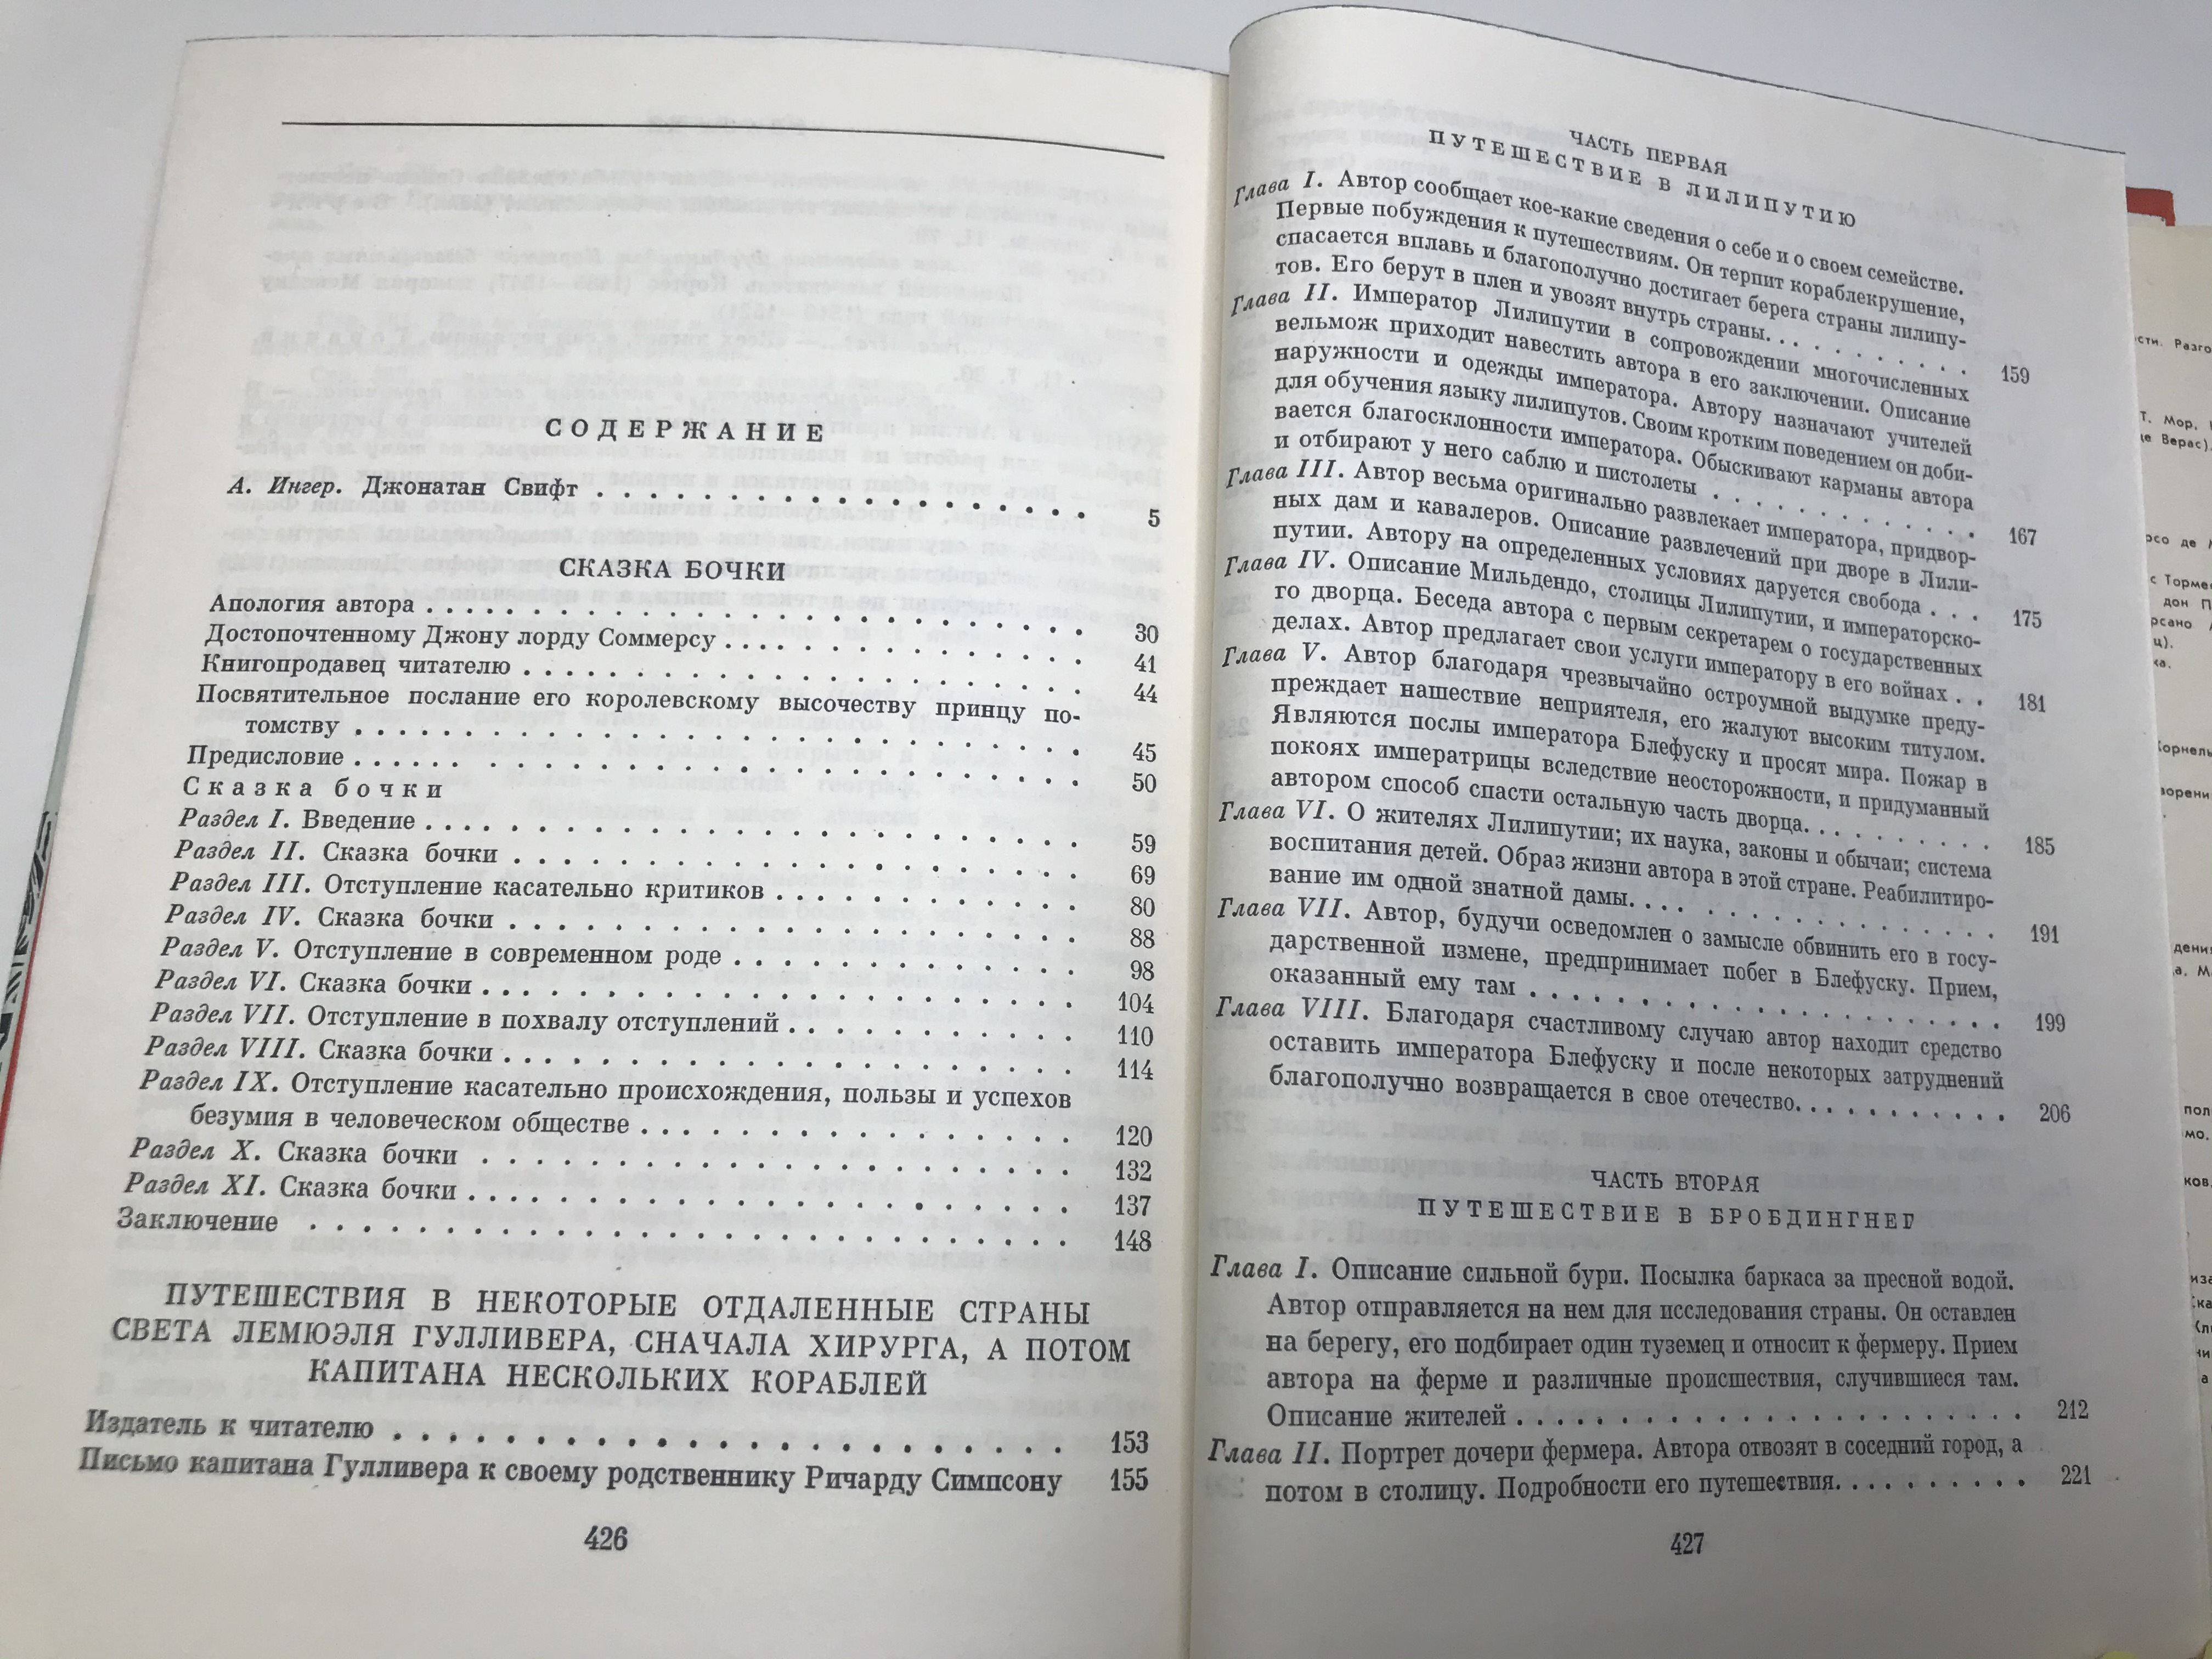 СОДЕРЖАНИЕ
А. Ингер. Джонатан Свифт . . . . . . . . . . . . . . . . . 5
СКАЗКА БОЧКИ
Апология автора . . . . . . . . . . . . . . . . . . . . . . . 30
Достопочтенному Джону лорду Соммерсу . . . . . . . . . . . . 41
Книгопродавец читателю . . . . . . . . . . . . . . . . . . . 44
Посвятительное послание его королевскому высочеству принцу по-
томству . . . . . . . . . . . . . . . . . . . . . . . . . 45
Предисловие . . . . . . . . . . . . . . . . . . . . . . . . 50
Сказка бочки
Раздел I. Введение . . . . . . . . . . . . . . . . . . . . . 59
Раздел II. Сказка бочки . . . . . . . . . . . . . . . . . . 69
Раздел III. Отступление касательно критиков . . . . . . . . . 80
Раздел IV. Сказка бочки . . . . . . . . . . . . . . . . . . 88
Раздел V. Отступление в современном роде . . . . . . . . . . 98
Раздел VI. Сказка бочки . . . . . . . . . . . . . . . . . . 104
Раздел VII. Отступление в похвалу отступлений . . . . . . . . 110
Раздел VIII. Сказка бочки . . . . . . . . . . . . . . . . . 114
Раздел IX. Отступление касательно происхождения, пользы и успехов
безумия в человеческом обществе . . . . . . . . . . . . . . 120
Раздел X. Сказка бочки . . . . . . . . . . . . . . . . . . . 132
Раздел XI. Сказка бочки . . . . . . . . . . . . . . . . . . 137
Заключение . . . . . . . . . . . . . . . . . . . . . . . . 148
ПУТЕШЕСТВИЯ В НЕКОТОРЫЕ ОТДАЛЕННЫЕ СТРАНЫ
СВЕТА ЛЕМЮЭЛЯ ГУЛЛИВЕРА, СНАЧАЛА ХИРУРГА, А ПОТОМ
КАПИТАНА НЕСКОЛЬКИХ КОРАБЛЕЙ
Издатель к читателю . . . . . . . . . . . . . . . . . . . . 153
Письмо капитана Гулливера к своему родственнику Ричарду Симпсону 155
426
ЧАСТЬ ПЕРВАЯ
ПУТЕШЕСТВИЕ В ЛИЛИПУТИЮ
Глава I. Автор сообщает кое-какие сведения о себе и о своем семействе.
Первые побуждения к путешествиям. Он терпит кораблекрушение,
спасается вплавь и благополучно достигает берега страны лилипу-
тов. Его берут в плен и увозят внутрь страны. . . . . . . . . . 159
Глава II. Император Лилипутии в сопровождении многочисленных
вельмож приходит навестить автора в его заключении. Описание
наружности и одежды императора. Автору назначают учителей
для обучения языку лилипутов. Своим кротким поведением он доби-
вается благосклонности императора. Обыскивают карманы автора
и отбирают у него саблю и пистолеты . . . . . . . . . . . . . 167
Глава III. Автор весьма оригинально развлекает императора, придвор-
ных дам и кавалеров. Описание развлечений при дворе в Лили-
путии. Автору на определенных условиях даруется свобода . . . 175
Глава IV. Описание Мильдендо, столицы Лилипутии, и императорско-
го дворца. Беседа автора с первым секретарем о государственных
делах. Автор предлагает свои услуги императору в его войнах . . 181
Глава V. Автор благодаря чрезвычайно остроумной выдумке преду-
преждает нашествие неприятеля, его жалуют высоким титулом.
Являются послы императора Блефуску и просят мира. Пожар в
покоях императрицы вследствие неосторожности, и придуманный
автором способ спасти остальную часть дворца. . . . . . . . . 185
Глава VI. О жителях Лилипутии; их наука, законы и обычаи; система
воспитания детей. Образ жизни автора в этой стране. Реабилитиро-
вание им одной знатной дамы. . . . . . . . . . . . . . . . . 191
Глава VII. Автор, будучи осведомлен о замысле обвинить его в госу-
дарственной измене, предпринимает побег в Блефуску. Прием,
оказанный ему там . . . . . . . . . . . . . . . . . . . . . 199
Глава VIII. Благодаря счастливому случаю автор находит средство
оставить императора Блефуску и после некоторых затруднений
благополучно возвращается в свое отечество. . . . . . . . . . 206
ЧАСТЬ ВТОРАЯ
ПУТЕШЕСТВИЕ В БРОБДИНГНЕГ
Глава I. Описание сильной бури. Посылка баркаса за пресной водой.
Автор отправляется на нем для исследования страны. Он оставлен
на берегу, его подбирает один туземец и относит к фермеру. Прием
автора на ферме и различные происшествия, случившиеся там.
Описание жителей . . . . . . . . . . . . . . . . . . . . . . 212
Глава II. Портрет дочери фермера. Автора отвозят в соседний город, а
потом в столицу. Подробности его путешествия. . . . . . . . . 221
427